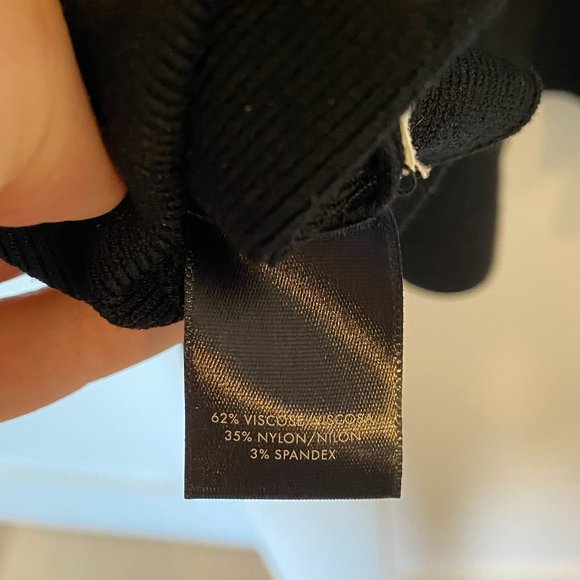 62% VISCOSE/VISCOSA
35% NYLON/NILON
3% SPANDEX